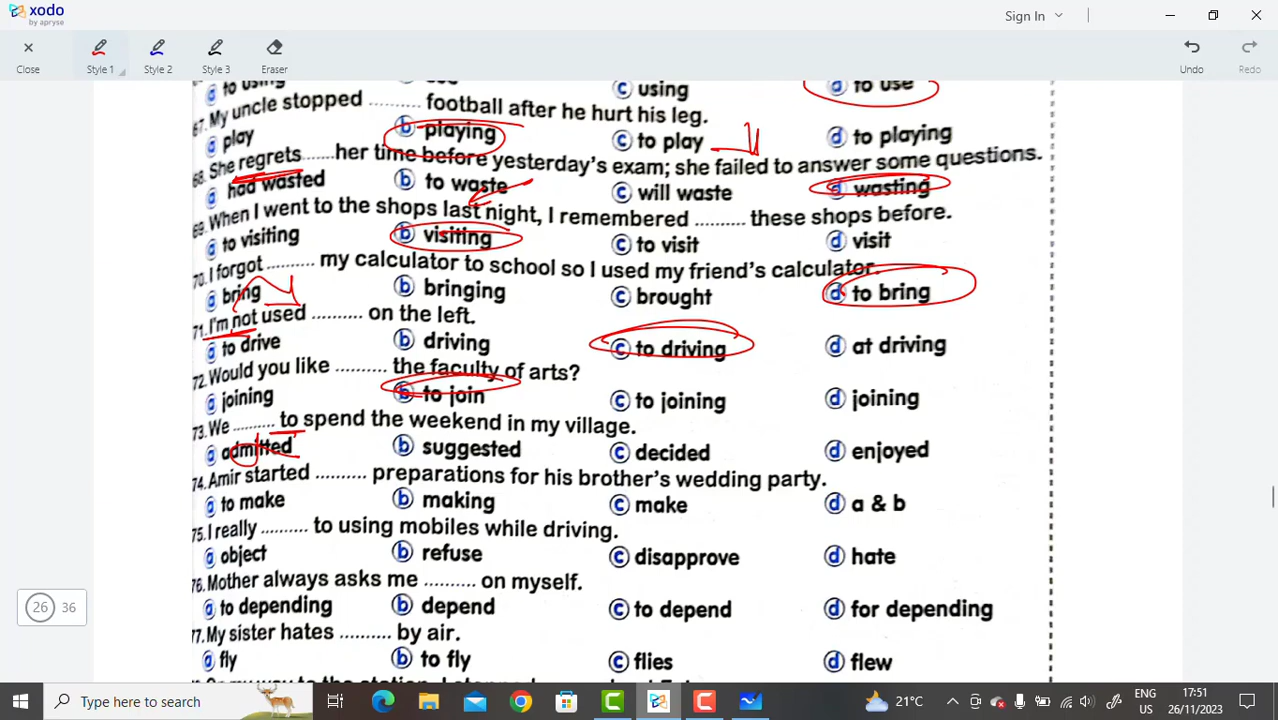 xodo
by apryse
Sign In
Close
Style 1
Style 2
Style 3
Eraser
Undo
Redo
a to using
c using
d to use
67. My uncle stopped .......... football after he hurt his leg.
a play
b playing
c to play
d to playing
68. She regrets ...... her time before yesterday's exam; she failed to answer some questions.
a had wasted
b to waste
c will waste
d wasting
69. When I went to the shops last night, I remembered ......... these shops before.
a to visiting
b visiting
c to visit
d visit
70. I forgot .......... my calculator to school so I used my friend's calculator.
a bring
b bringing
c brought
d to bring
71. I'm not used .......... on the left.
a to drive
b driving
c to driving
d at driving
72. Would you like .......... the faculty of arts?
a joining
b to join
c to joining
d joining
73. We ......... to spend the weekend in my village.
a admitted
b suggested
c decided
d enjoyed
74. Amir started .......... preparations for his brother's wedding party.
a to make
b making
c make
d a & b
75. I really ......... to using mobiles while driving.
a object
b refuse
c disapprove
d hate
76. Mother always asks me .......... on myself.
a to depending
b depend
c to depend
d for depending
77. My sister hates .......... by air.
a fly
b to fly
c flies
d flew
26 36
Type here to search
21°C
ENG
US
17:51
26/11/2023